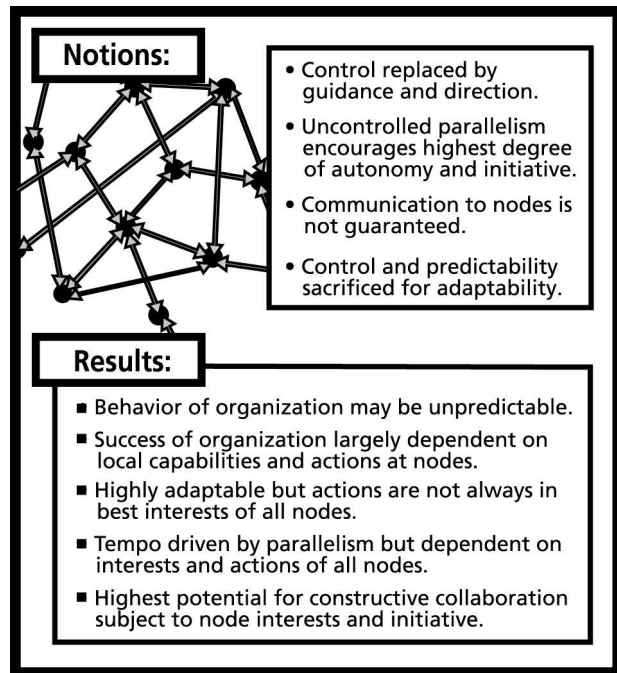 Notions:
• Control replaced by
guidance and direction.
• Uncontrolled parallelism
encourages highest degree
of autonomy and initiative.
• Communication to nodes is
not guaranteed.
• Control and predictability
sacrificed for adaptability.
Results:
▪ Behavior of organization may be unpredictable.
▪ Success of organization largely dependent on
local capabilities and actions at nodes.
▪ Highly adaptable but actions are not always in
best interests of all nodes.
▪ Tempo driven by parallelism but dependent on
interests and actions of all nodes.
▪ Highest potential for constructive collaboration
subject to node interests and initiative.